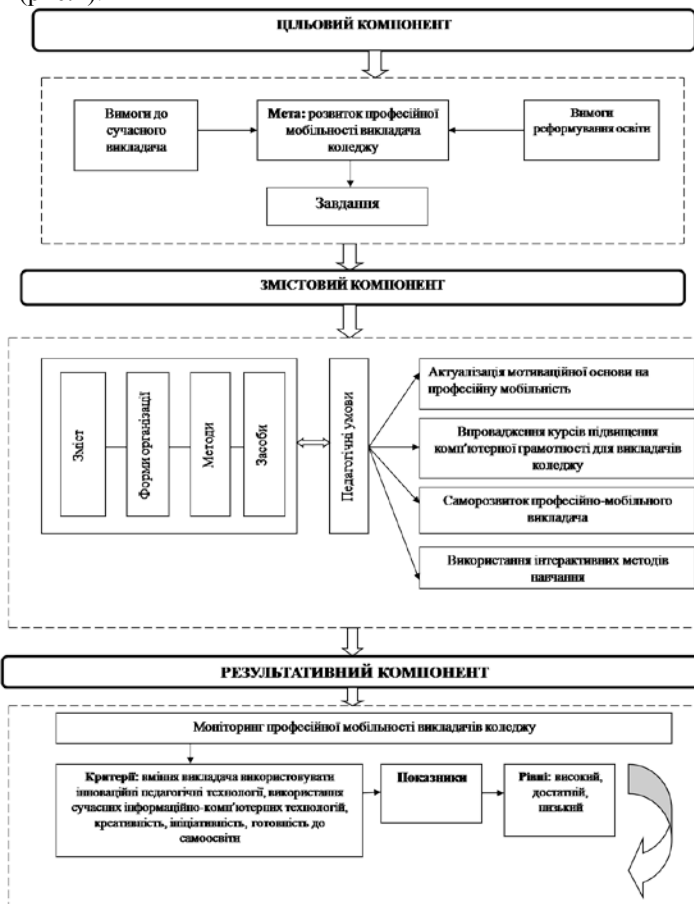 ЦІЛЬОВИЙ КОМПОНЕНТ
Вимоги до
сучасного
викладача
Мета: розвиток професійної
мобільності викладача
коледжу
Вимоги
реформування освіти
Завдання
ЗМІСТОВИЙ КОМПОНЕНТ
Зміст
Форми організації
Методи
Засоби
Педагогічні умови
Актуалізація мотиваційної основи на
професійну мобільність
Впровадження курсів підвищення
комп'ютерної грамотності для викладачів
коледжу
Саморозвиток професійно-мобільного
викладача
Використання інтерактивних методів
навчання
РЕЗУЛЬТАТИВНИЙ КОМПОНЕНТ
Моніторинг професійної мобільності викладачів коледжу
Критерії: вміння викладача використовувати
інноваційні педагогічні технології, використання
сучасних інформаційно-комп'ютерних технологій,
креативність, ініціативність, готовність до
самоосвіти
Показники
Рівні: високий,
достатній,
низький